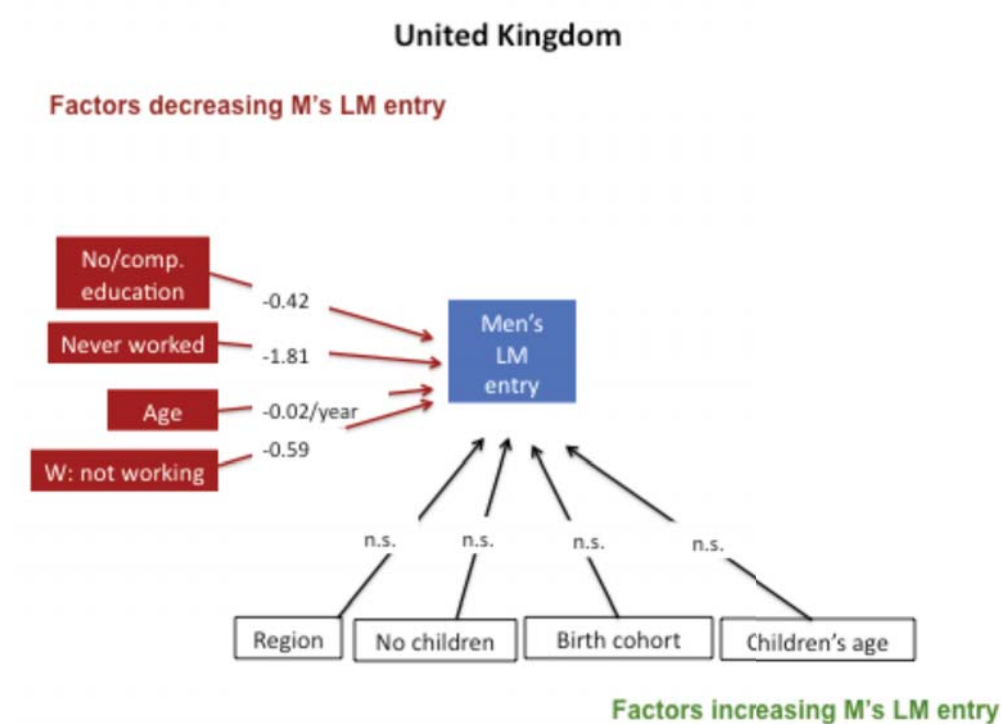 United Kingdom
Factors decreasing M's LM entry
No/comp.
education
-0.42
Never worked
-1.81
Age
-0.02/year
W: not working
-0.59
Men's
LM
entry
n.s.
n.s.
n.s.
n.s.
Region
No children
Birth cohort
Children's age
Factors increasing M's LM entry